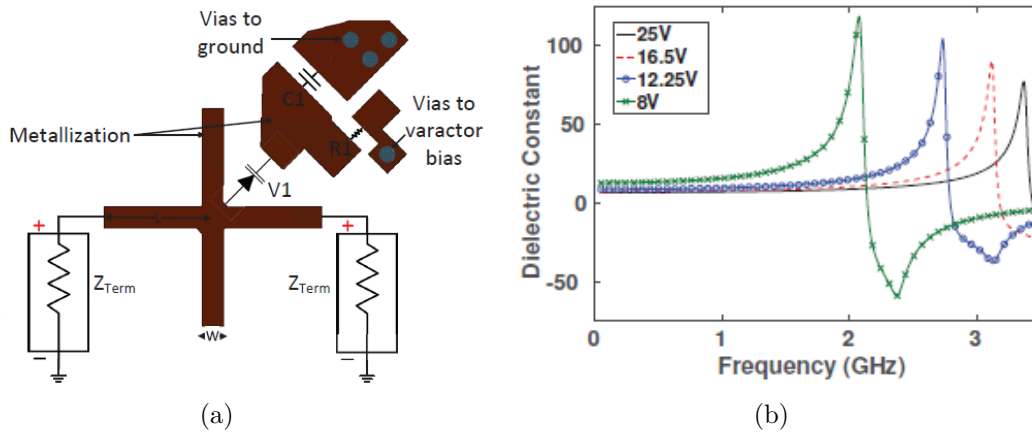 Vias to
ground
C1
Metallization
R1
Vias to
varactor
bias
V1
L
+
+
Z_Term
Z_Term
−
−
W
(a)
Dielectric Constant
100
50
0
-50
25V
16.5V
12.25V
8V
0
1
2
3
Frequency (GHz)
(b)